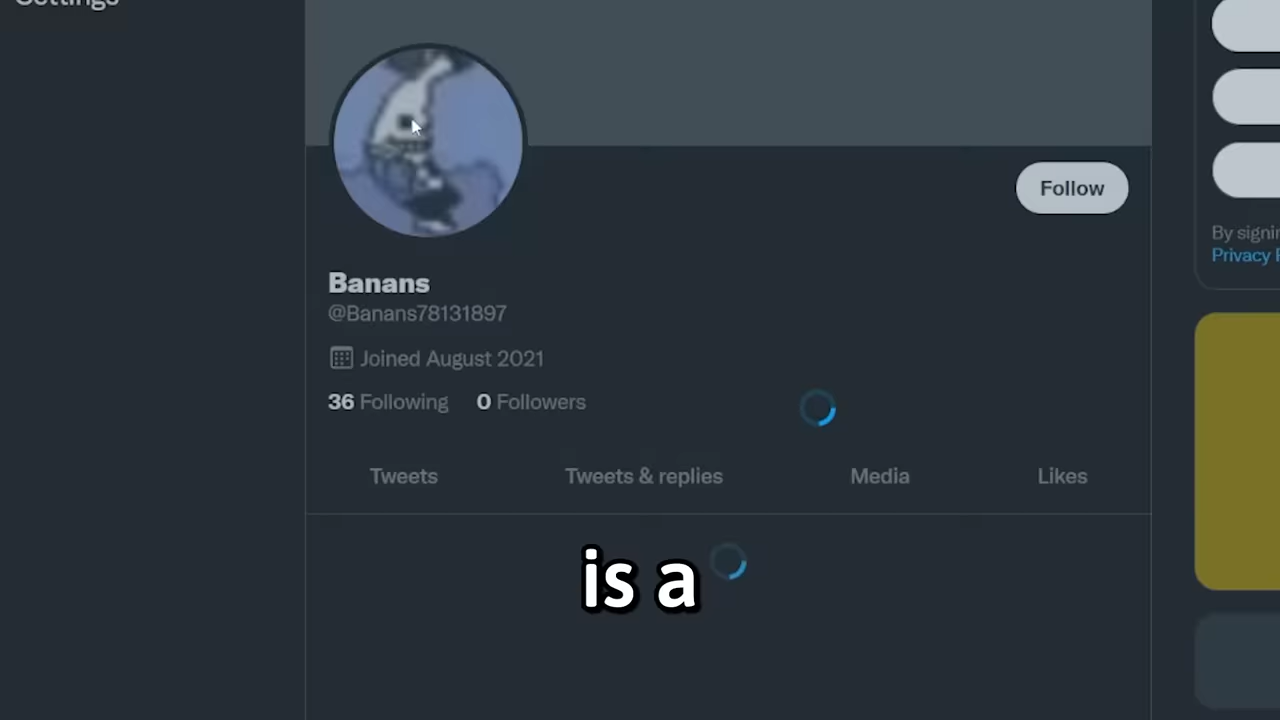 Settings
Follow
By signin
Privacy P
Banans
@Banans78131897
Joined August 2021
36 Following 0 Followers
Tweets Tweets & replies Media Likes
is a